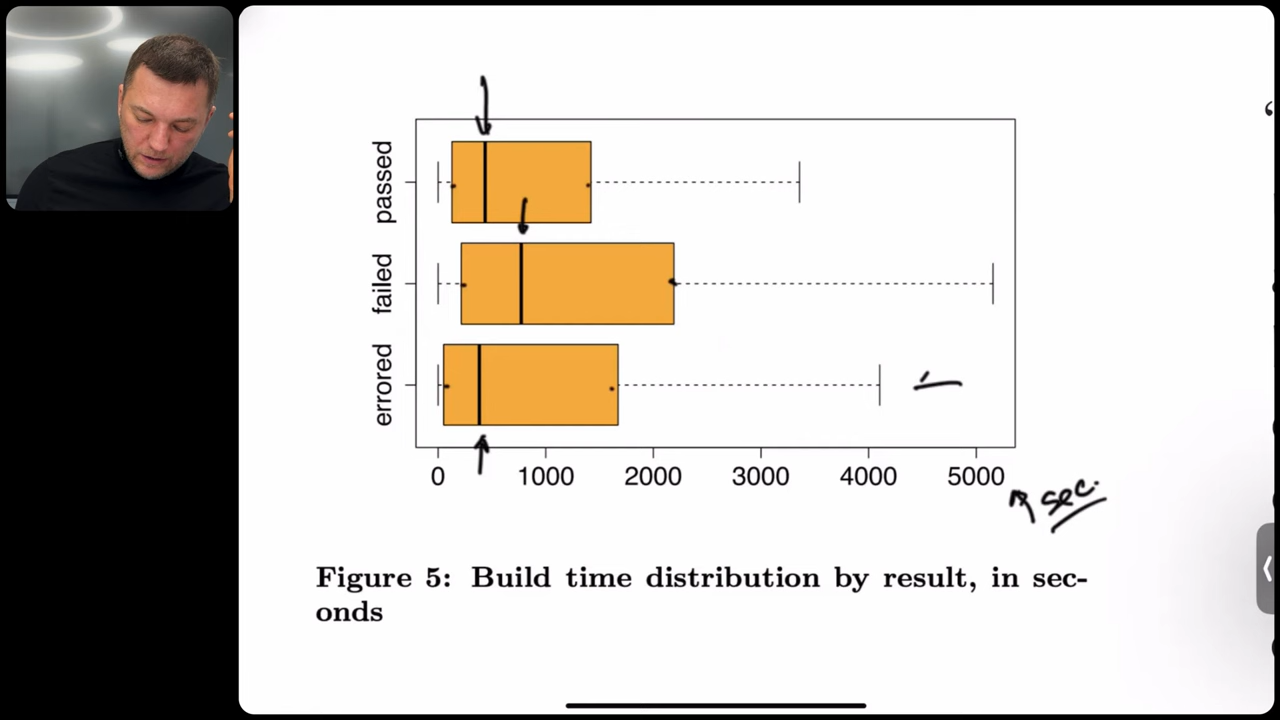 passed
failed
errored
0 1000 2000 3000 4000 5000
sec.
Figure 5: Build time distribution by result, in sec-
onds